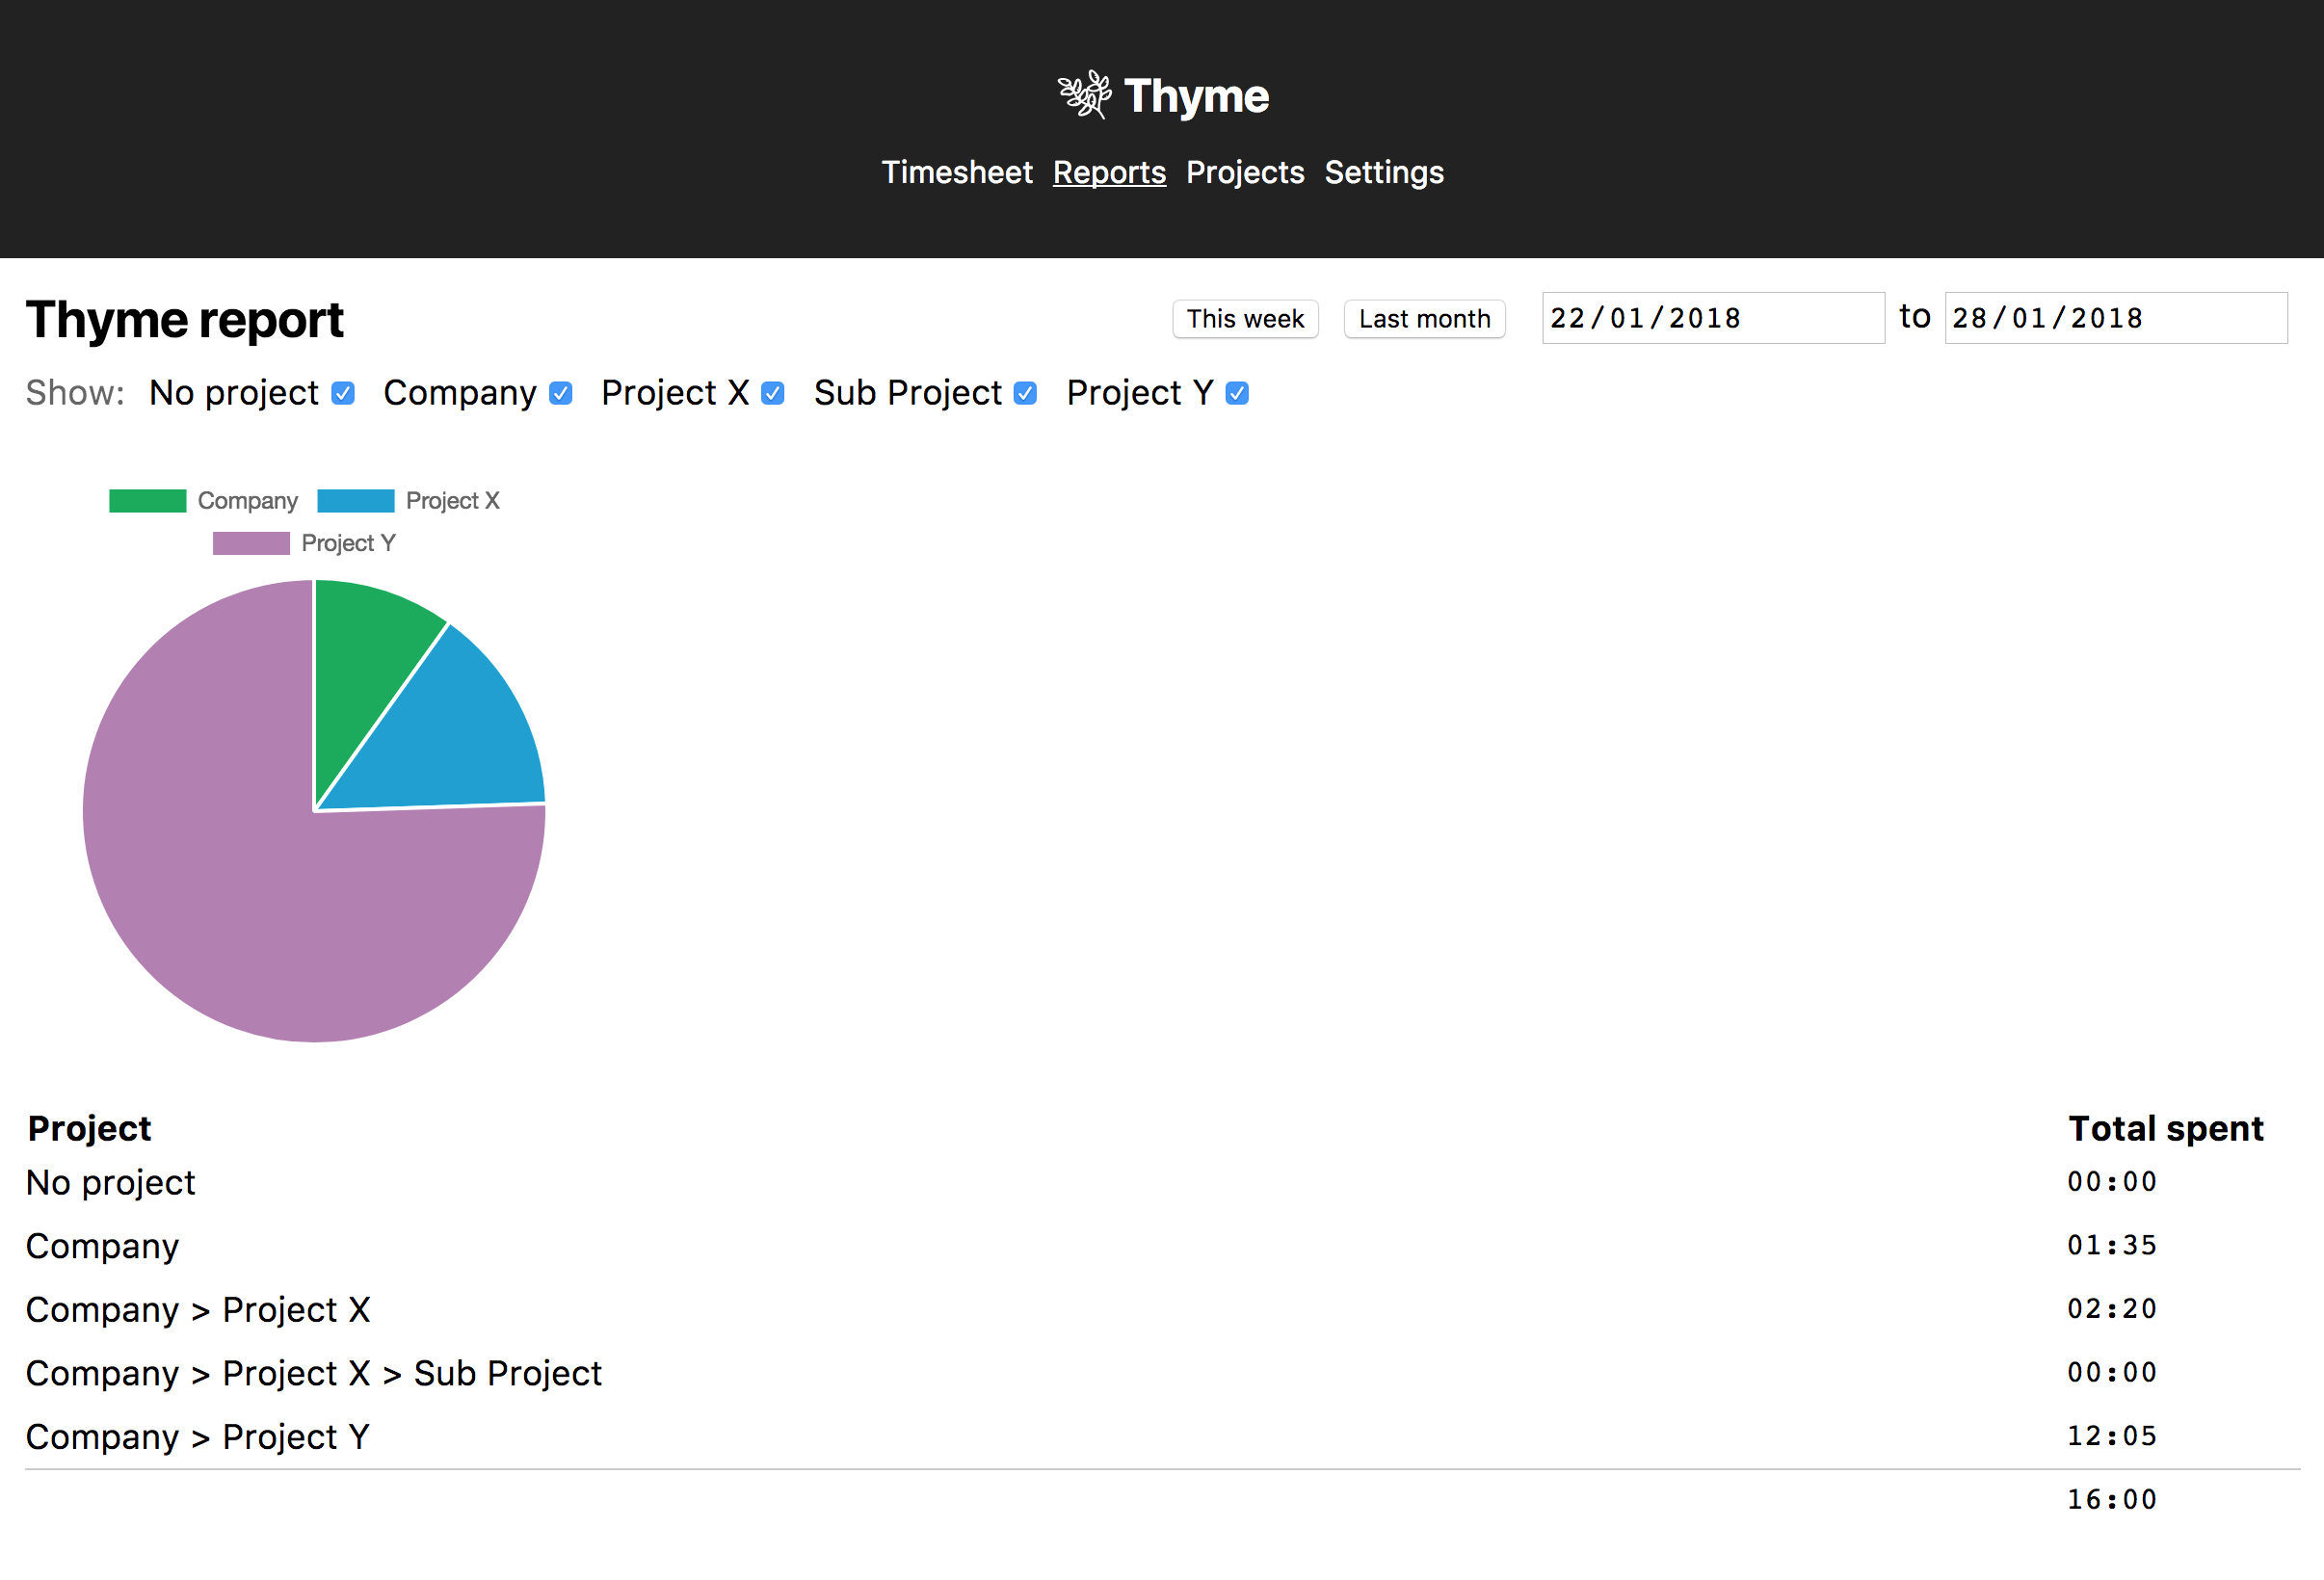 Thyme
Timesheet Reports Projects Settings
Thyme report
This week Last month 22/01/2018 to 28/01/2018
Show: No project Company Project X Sub Project Project Y
Company Project X
Project Y
Project Total spent
No project 00:00
Company 01:35
Company > Project X 02:20
Company > Project X > Sub Project 00:00
Company > Project Y 12:05
16:00